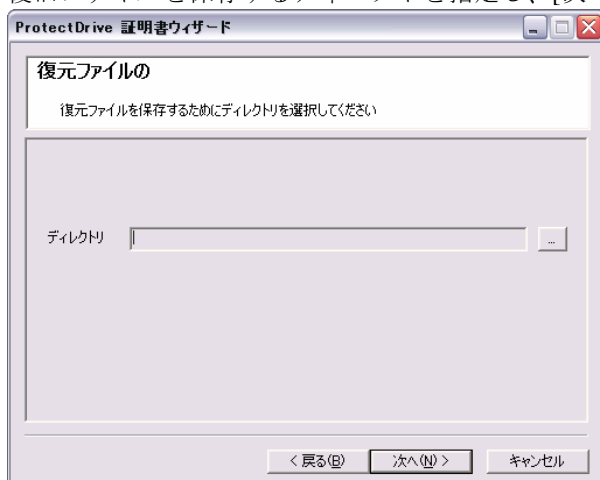 ProtectDrive 証明書ウィザード
復元ファイルの
復元ファイルを保存するためにディレクトリを選択してください
ディレクトリ
...
< 戻る(B) 次へ(N) > キャンセル